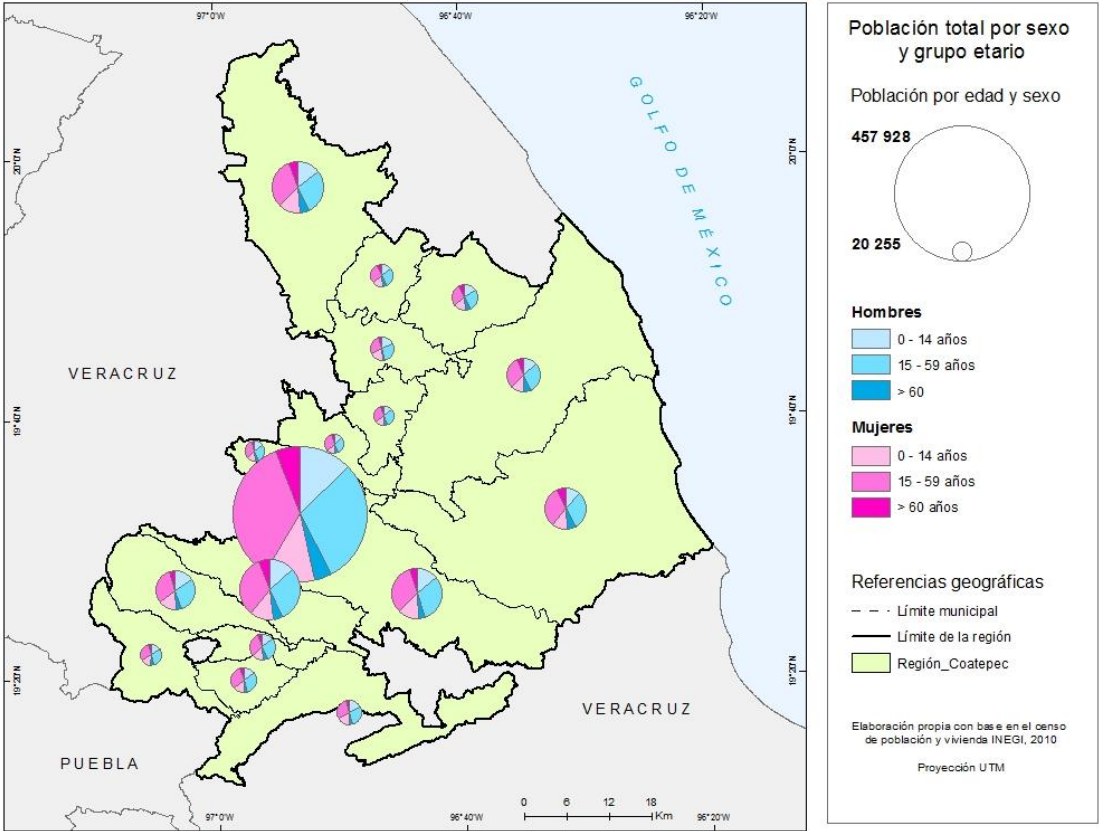 97°0'W
96°40'W
96°20'W
20°0'N
20°0'N
GOLFO DE MÉXICO
VERACRUZ
19°40'N
19°40'N
19°20'N
19°20'N
VERACRUZ
PUEBLA
0 6 12 18
Km
97°0'W
96°40'W
96°20'W
Población total por sexo
y grupo etario
Población por edad y sexo
457 928
20 255
Hombres
0 - 14 años
15 - 59 años
> 60
Mujeres
0 - 14 años
15 - 59 años
> 60 años
Referencias geográficas
Límite municipal
Límite de la región
Región_Coatepec
Elaboración propia con base en el censo
de población y vivienda INEGI, 2010
Proyección UTM